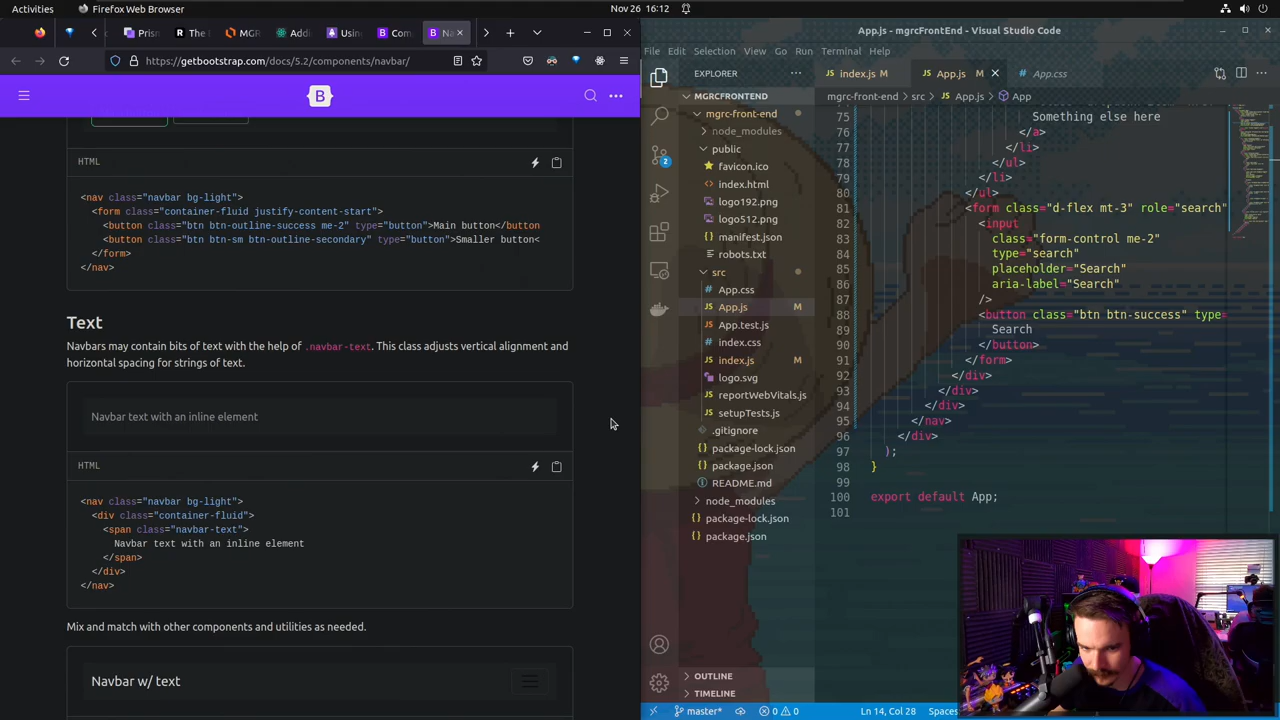 Activities
Firefox Web Browser
Nov 26 16:12
Prisn
The
MGR
Addi
Using
Com
Na
https://getbootstrap.com/docs/5.2/components/navbar/
B
HTML
<nav class="navbar bg-light">
<form class="container-fluid justify-content-start">
<button class="btn btn-outline-success me-2" type="button">Main button</button
<button class="btn btn-sm btn-outline-secondary" type="button">Smaller button<
</form>
</nav>
Text
Navbars may contain bits of text with the help of .navbar-text. This class adjusts vertical alignment and
horizontal spacing for strings of text.
Navbar text with an inline element
HTML
<nav class="navbar bg-light">
<div class="container-fluid">
<span class="navbar-text">
Navbar text with an inline element
</span>
</div>
</nav>
Mix and match with other components and utilities as needed.
Navbar w/ text
App.js - mgrcFrontEnd - Visual Studio Code
File Edit Selection View Go Run Terminal Help
EXPLORER
MGRCFRONTEND
mgrc-front-end
node_modules
public
favicon.ico
index.html
logo192.png
logo512.png
manifest.json
robots.txt
src
App.css
App.js M
App.test.js
index.css
index.js M
logo.svg
reportWebVitals.js
setupTests.js
.gitignore
package-lock.json
package.json
README.md
node_modules
package-lock.json
package.json
OUTLINE
TIMELINE
2
index.js M
App.js M
App.css
mgrc-front-end > src > App.js > App
75 Something else here
76 </a>
77 </li>
78 </ul>
79 </li>
80 </ul>
81 <form class="d-flex mt-3" role="search"
82 <input
83 class="form-control me-2"
84 type="search"
85 placeholder="Search"
86 aria-label="Search"
87 />
88 <button class="btn btn-success" type=
89 Search
90 </button>
91 </form>
92 </div>
93 </div>
94 </div>
95 </nav>
96 </div>
97 );
98 }
99
100 export default App;
101
master*
0 0
Ln 14, Col 28
Spaces